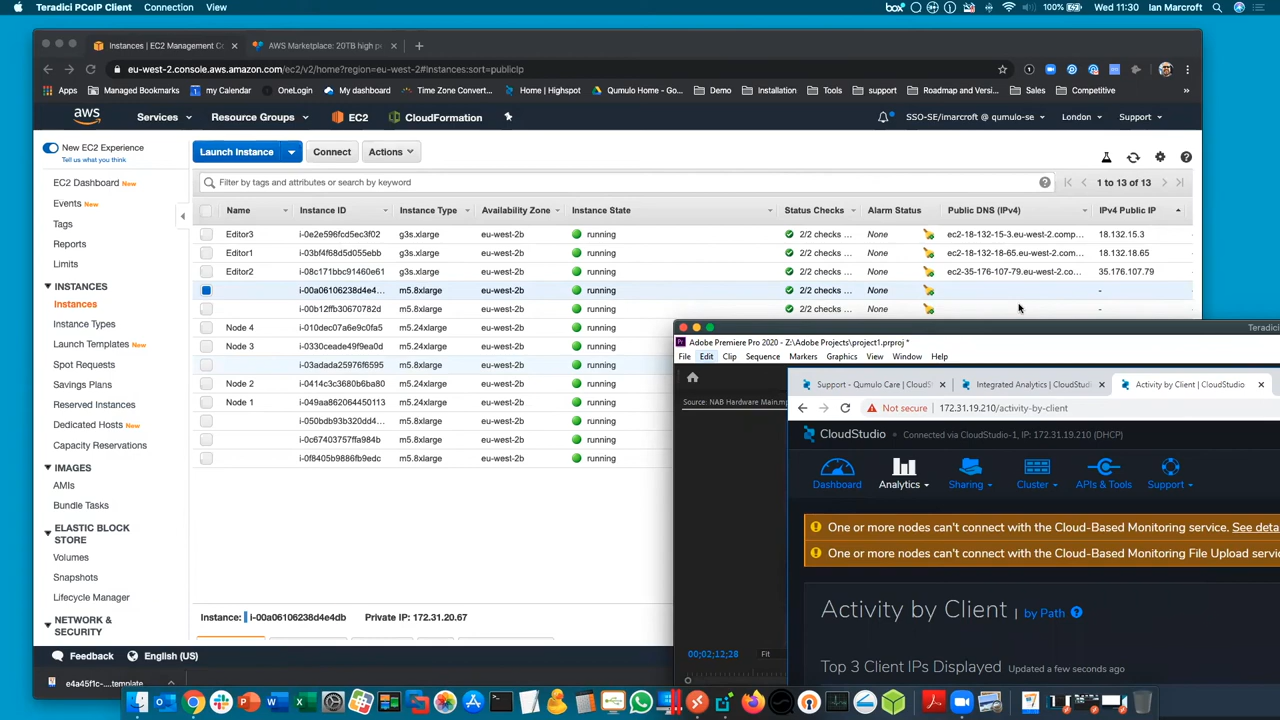 Teradici PCoIP Client Connection View
box 100% Wed 11:30 Ian Marcroft
Instances | EC2 Management Co
AWS Marketplace: 20TB high p
eu-west-2.console.aws.amazon.com/ec2/v2/home?region=eu-west-2#Instances:sort=publicIp
Apps Managed Bookmarks my Calendar OneLogin My dashboard Time Zone Convert... Home | Highspot Qumulo Home - Go... Demo Installation Tools support Roadmap and Versi... Sales Competitive »
aws Services Resource Groups EC2 CloudFormation SSO-SE/imarcroft @ qumulo-se London Support
New EC2 Experience
Tell us what you think
Launch Instance Connect Actions
EC2 Dashboard New
Events New
Tags
Reports
Limits
INSTANCES
Instances
Instance Types
Launch Templates New
Spot Requests
Savings Plans
Reserved Instances
Dedicated Hosts New
Capacity Reservations
IMAGES
AMIs
Bundle Tasks
ELASTIC BLOCK
STORE
Volumes
Snapshots
Lifecycle Manager
NETWORK &
SECURITY
Filter by tags and attributes or search by keyword
1 to 13 of 13
Name Instance ID Instance Type Availability Zone Instance State Status Checks Alarm Status Public DNS (IPv4) IPv4 Public IP
Editor3 i-0e2e596fcd5ec3f02 g3s.xlarge eu-west-2b running 2/2 checks ... None ec2-18-132-15-3.eu-west-2.comp... 18.132.15.3
Editor1 i-03bf4f68d5d055ebb g3s.xlarge eu-west-2b running 2/2 checks ... None ec2-18-132-18-65.eu-west-2.com... 18.132.18.65
Editor2 i-08c171bbc91460e61 g3s.xlarge eu-west-2b running 2/2 checks ... None ec2-35-176-107-79.eu-west-2.co... 35.176.107.79
i-00a06106238d4e4... m5.8xlarge eu-west-2b running 2/2 checks ... None -
i-00b12ffb30670782d m5.8xlarge eu-west-2b running 2/2 checks ... None -
Node 4 i-010dec07a6e9c0fa5 m5.24xlarge eu-west-2b running
Node 3 i-0330ceade49f9ea0d m5.24xlarge eu-west-2b running
i-03adada25976f6595 m5.8xlarge eu-west-2b running
Node 2 i-0414c3c3680b6ba80 m5.24xlarge eu-west-2b running
Node 1 i-049aa862064450113 m5.24xlarge eu-west-2b running
i-050bdb93b320dd4... m5.8xlarge eu-west-2b running
i-0c67403757ffa984b m5.8xlarge eu-west-2b running
i-0f8405b9886fb9edc m5.8xlarge eu-west-2b running
Instance: i-00a06106238d4e4db Private IP: 172.31.20.67
Feedback English (US)
e4a45f1c-....template
Teradici
Adobe Premiere Pro 2020 - Z:\Adobe Projects\project1.prproj *
File Edit Clip Sequence Markers Graphics View Window Help
Source: NAB Hardware Main.mp
00;02;12;28 Fit
Support - Qumulo Care | CloudS
Integrated Analytics | CloudStudi
Activity by Client | CloudStudio
Not secure 172.31.19.210/activity-by-client
CloudStudio Connected via CloudStudio-1, IP: 172.31.19.210 (DHCP)
Dashboard Analytics Sharing Cluster APIs & Tools Support
One or more nodes can't connect with the Cloud-Based Monitoring service. See deta
One or more nodes can't connect with the Cloud-Based Monitoring File Upload servic
Activity by Client | by Path
Top 3 Client IPs Displayed Updated a few seconds ago